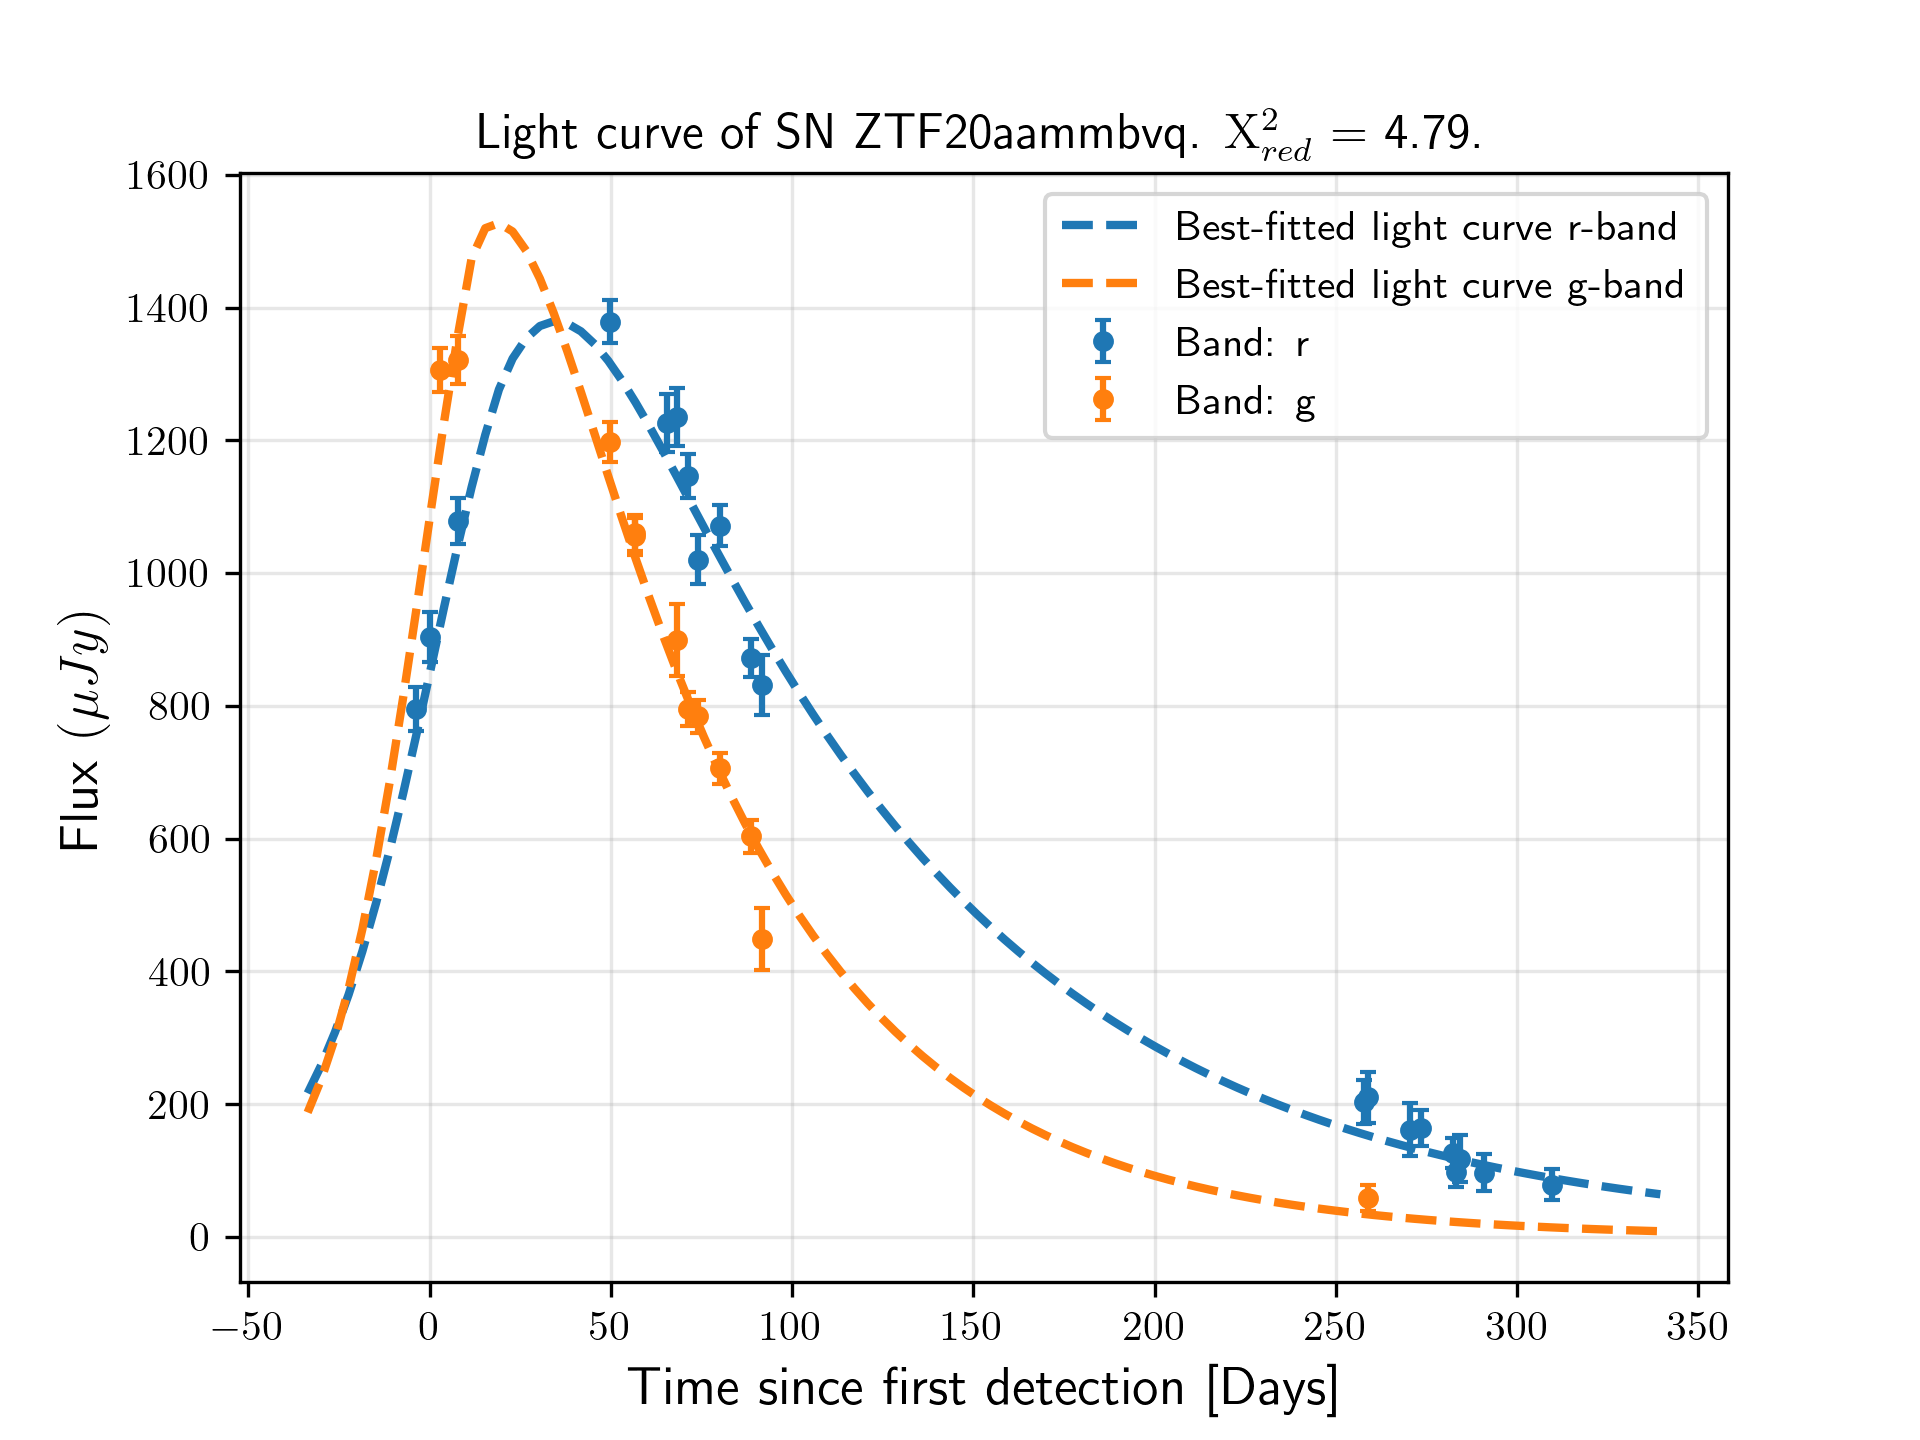 Light curve of SN ZTF20aammbvq. X²_red = 4.79.
Best-fitted light curve r-band
Best-fitted light curve g-band
Band: r
Band: g
Flux (μJy)
1600
1400
1200
1000
800
600
400
200
0
−50 0 50 100 150 200 250 300 350
Time since first detection [Days]